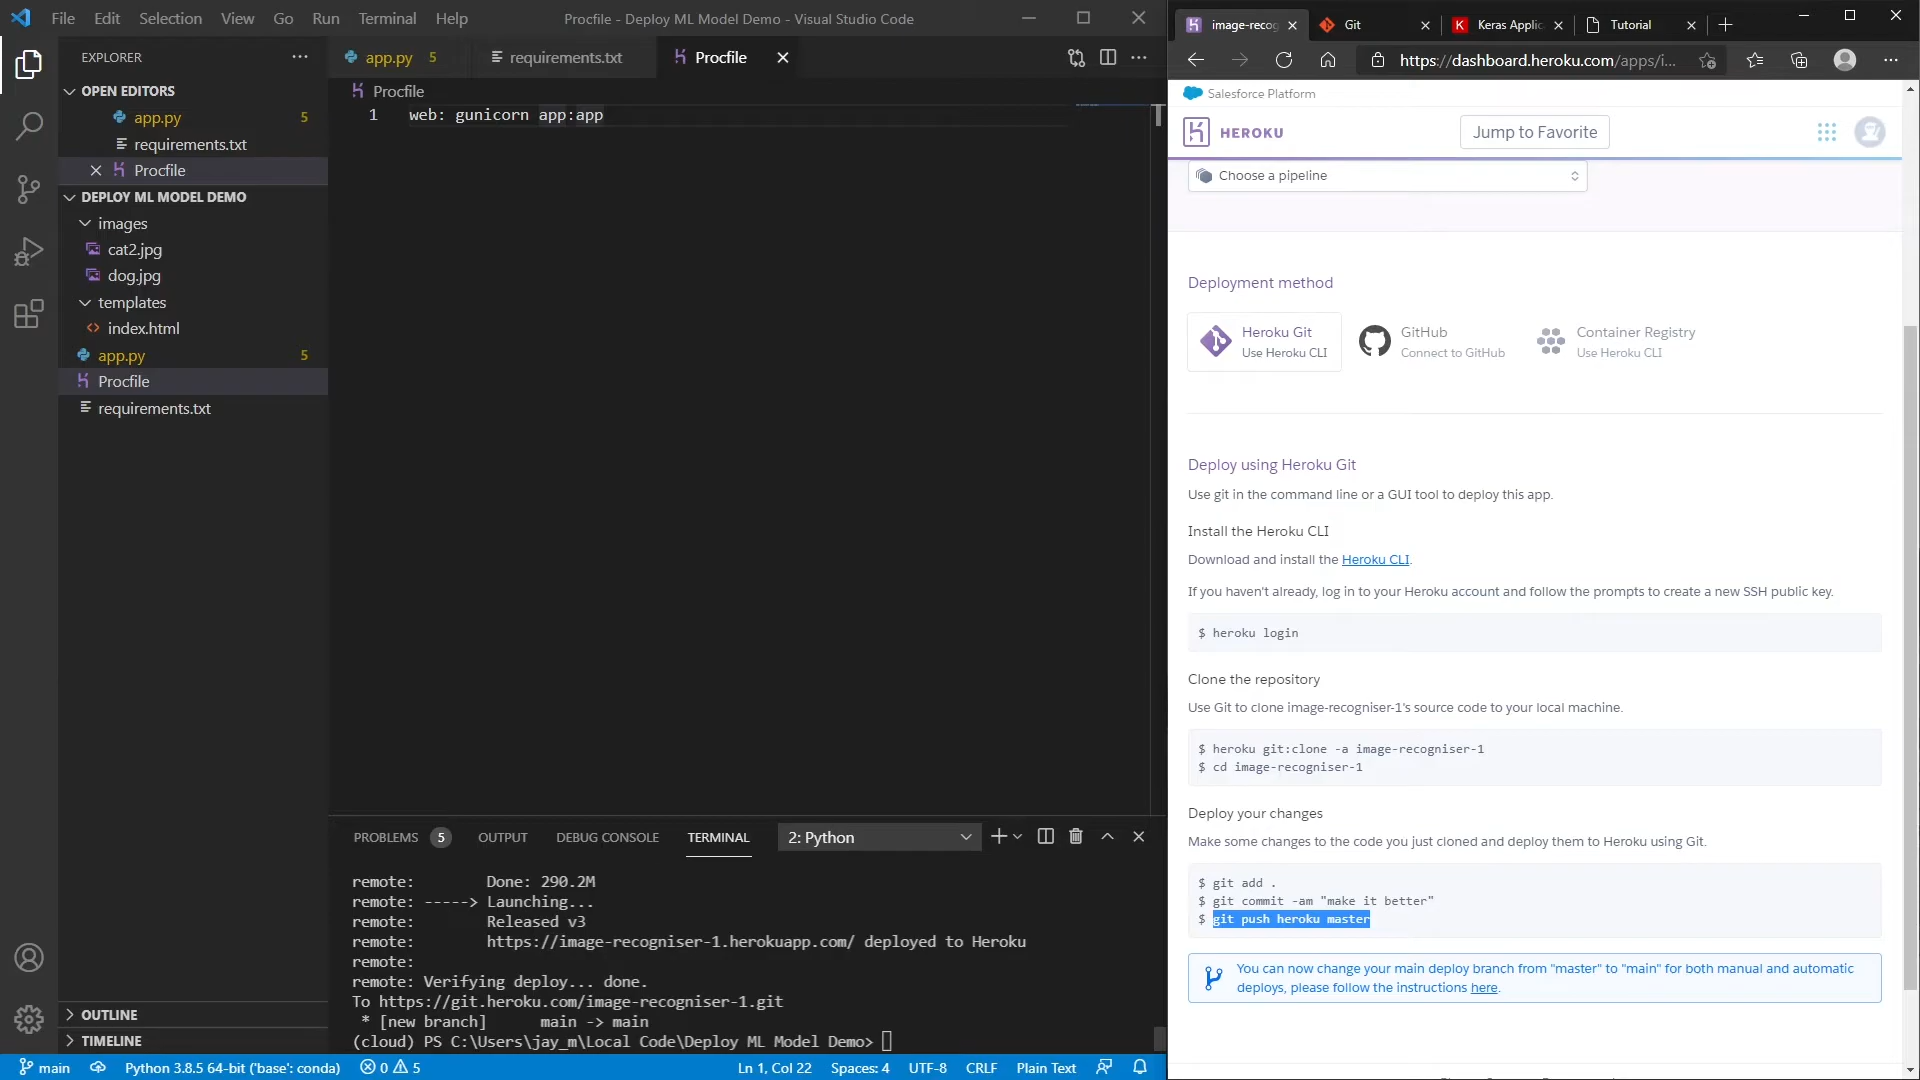 File Edit Selection View Go Run Terminal Help
Procfile - Deploy ML Model Demo - Visual Studio Code
EXPLORER
OPEN EDITORS
app.py 5
requirements.txt
Procfile
DEPLOY ML MODEL DEMO
images
cat2.jpg
dog.jpg
templates
index.html
app.py 5
Procfile
requirements.txt
OUTLINE
TIMELINE
app.py 5 requirements.txt Procfile
Procfile
1 web: gunicorn app:app
PROBLEMS 5 OUTPUT DEBUG CONSOLE TERMINAL 2: Python
remote: Done: 290.2M
remote: -----> Launching...
remote: Released v3
remote: https://image-recogniser-1.herokuapp.com/ deployed to Heroku
remote:
remote: Verifying deploy... done.
To https://git.heroku.com/image-recogniser-1.git
* [new branch] main -> main
(cloud) PS C:\Users\jay_m\Local Code\Deploy ML Model Demo>
main Python 3.8.5 64-bit ('base': conda) 0 5 Ln 1, Col 22 Spaces: 4 UTF-8 CRLF Plain Text
image-recog Git Keras Applic Tutorial
https://dashboard.heroku.com/apps/i...
Salesforce Platform
HEROKU
Jump to Favorite
Choose a pipeline
Deployment method
Heroku Git
Use Heroku CLI
GitHub
Connect to GitHub
Container Registry
Use Heroku CLI
Deploy using Heroku Git
Use git in the command line or a GUI tool to deploy this app.
Install the Heroku CLI
Download and install the Heroku CLI.
If you haven't already, log in to your Heroku account and follow the prompts to create a new SSH public key.
$ heroku login
Clone the repository
Use Git to clone image-recogniser-1's source code to your local machine.
$ heroku git:clone -a image-recogniser-1
$ cd image-recogniser-1
Deploy your changes
Make some changes to the code you just cloned and deploy them to Heroku using Git.
$ git add .
$ git commit -am "make it better"
$ git push heroku master
You can now change your main deploy branch from "master" to "main" for both manual and automatic
deploys, please follow the instructions here.